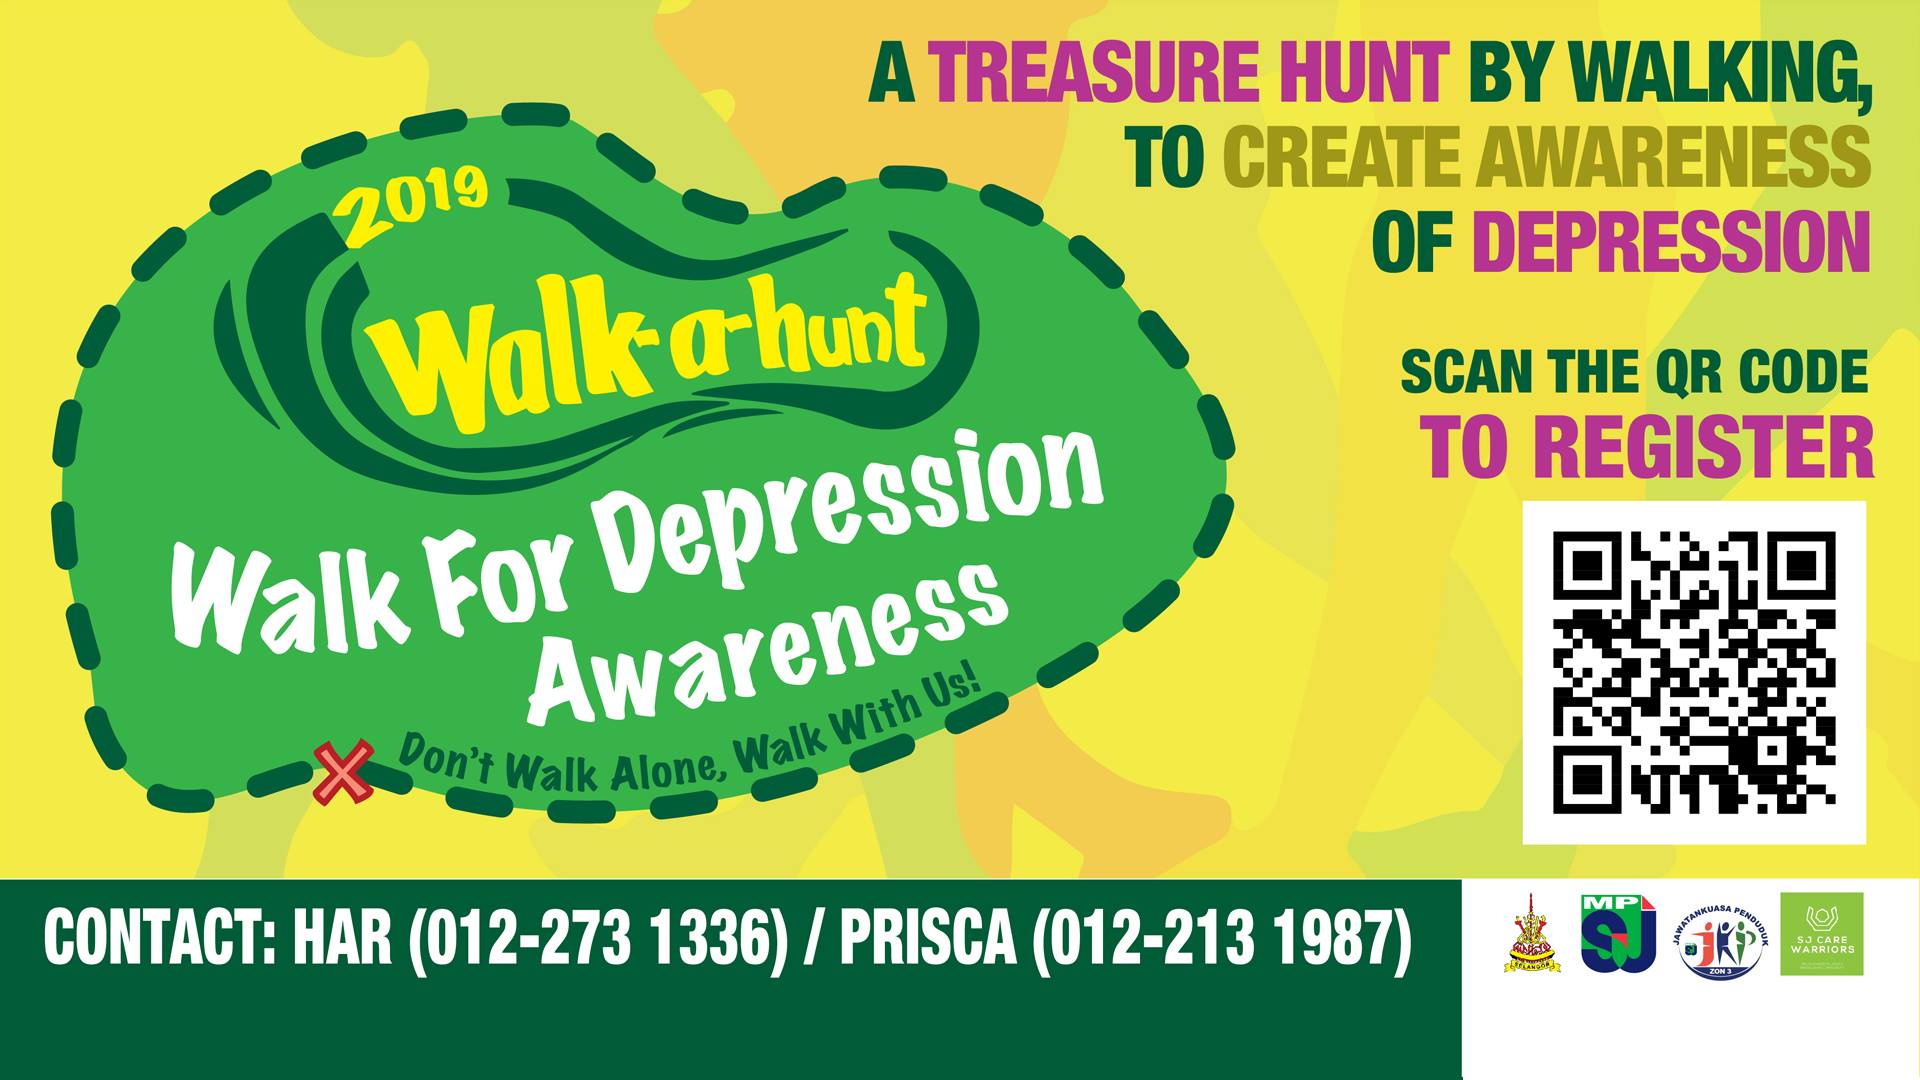 A TREASURE HUNT BY WALKING,
TO CREATE AWARENESS
OF DEPRESSION
2019
Walk-a-hunt
Walk For Depression
Awareness
Don't Walk Alone, Walk With Us!
SCAN THE QR CODE
TO REGISTER
CONTACT: HAR (012-273 1336) / PRISCA (012-213 1987)
SELANGOR
MP
SJ
JAWATANKUASA PENDUDUK
JKP
ZON 3
SJ CARE
WARRIORS